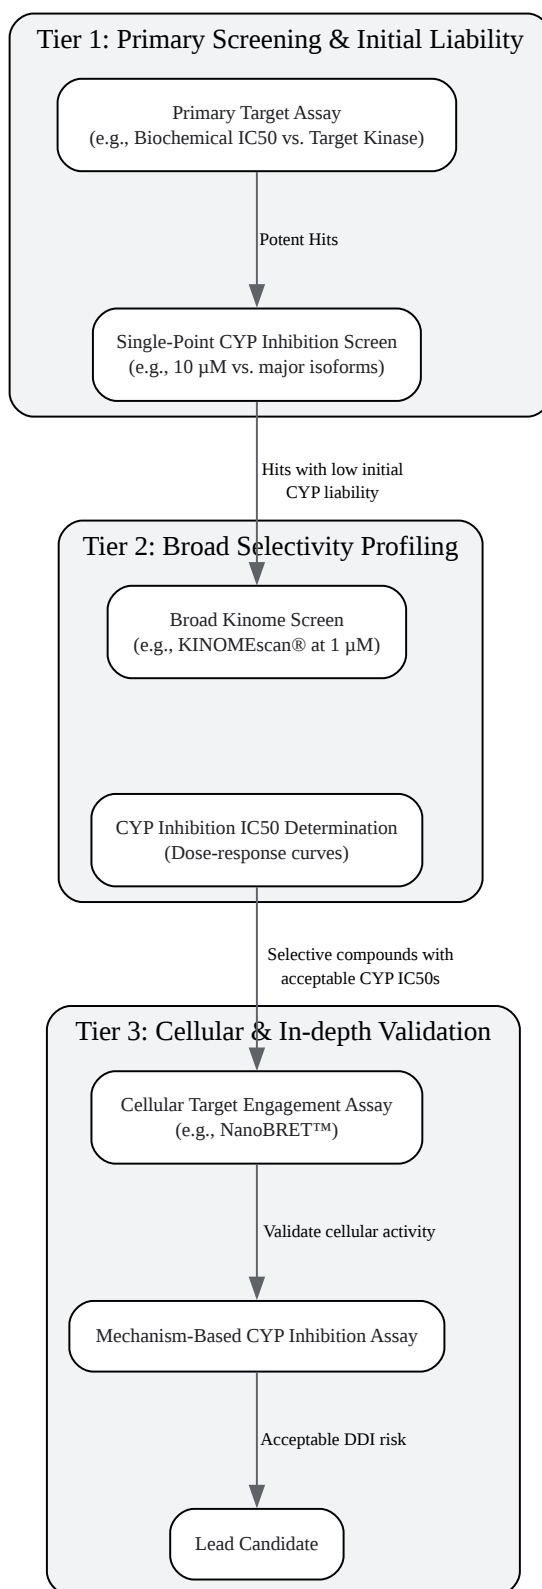 Tier 1: Primary Screening & Initial Liability
Primary Target Assay
(e.g., Biochemical IC50 vs. Target Kinase)
Potent Hits
Single-Point CYP Inhibition Screen
(e.g., 10 µM vs. major isoforms)
Hits with low initial
CYP liability
Tier 2: Broad Selectivity Profiling
Broad Kinome Screen
(e.g., KINOMEscan® at 1 µM)
CYP Inhibition IC50 Determination
(Dose-response curves)
Selective compounds with
acceptable CYP IC50s
Tier 3: Cellular & In-depth Validation
Cellular Target Engagement Assay
(e.g., NanoBRET™)
Validate cellular activity
Mechanism-Based CYP Inhibition Assay
Acceptable DDI risk
Lead Candidate